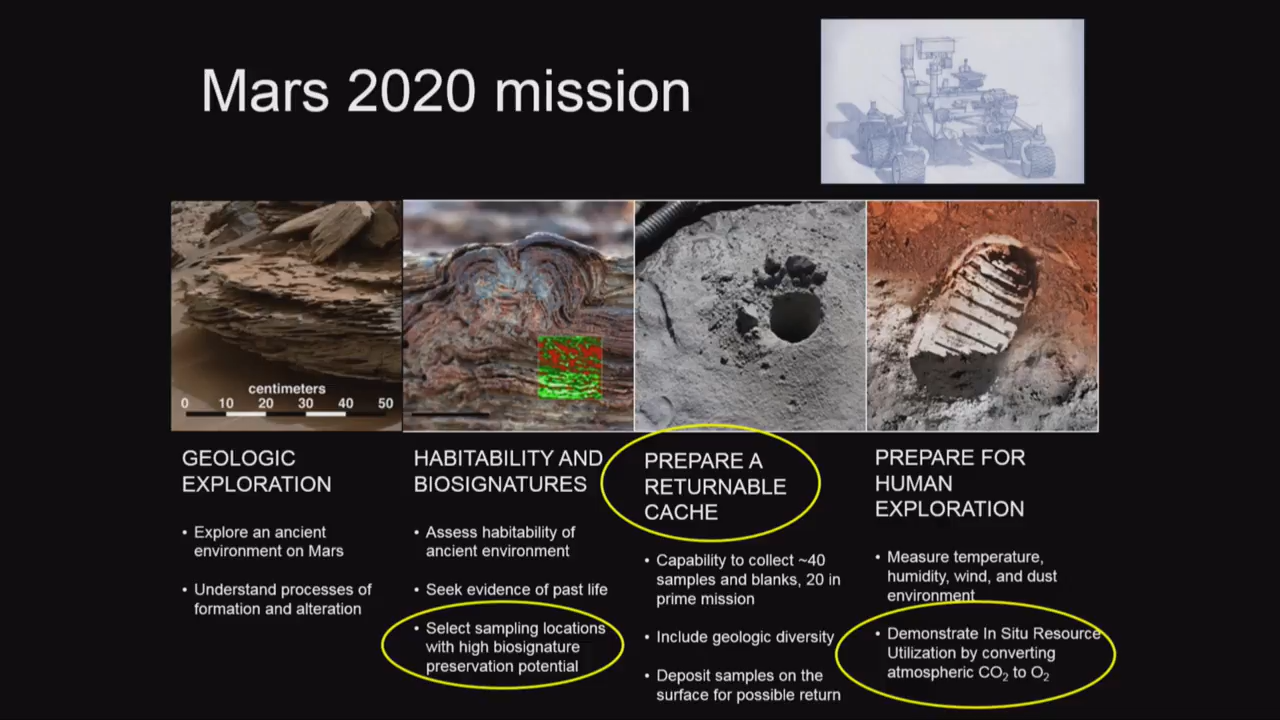 Mars 2020 mission
centimeters
0 10 20 30 40 50
GEOLOGIC
EXPLORATION
• Explore an ancient
environment on Mars
• Understand processes of
formation and alteration
HABITABILITY AND
BIOSIGNATURES
• Assess habitability of
ancient environment
• Seek evidence of past life
• Select sampling locations
with high biosignature
preservation potential
PREPARE A
RETURNABLE
CACHE
• Capability to collect ~40
samples and blanks, 20 in
prime mission
• Include geologic diversity
• Deposit samples on the
surface for possible return
PREPARE FOR
HUMAN
EXPLORATION
• Measure temperature,
humidity, wind, and dust
environment
• Demonstrate In Situ Resource
Utilization by converting
atmospheric CO₂ to O₂